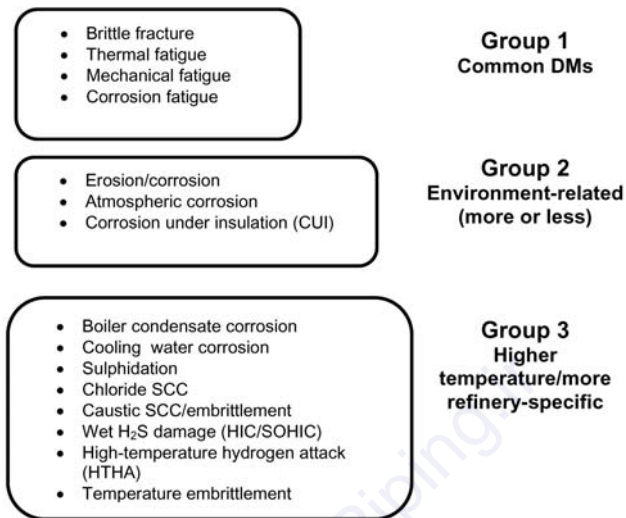 • Brittle fracture
• Thermal fatigue
• Mechanical fatigue
• Corrosion fatigue
Group 1
Common DMs
• Erosion/corrosion
• Atmospheric corrosion
• Corrosion under insulation (CUI)
Group 2
Environment-related
(more or less)
• Boiler condensate corrosion
• Cooling water corrosion
• Sulphidation
• Chloride SCC
• Caustic SCC/embrittlement
• Wet H₂S damage (HIC/SOHIC)
• High-temperature hydrogen attack
(HTHA)
• Temperature embrittlement
Group 3
Higher
temperature/more
refinery-specific